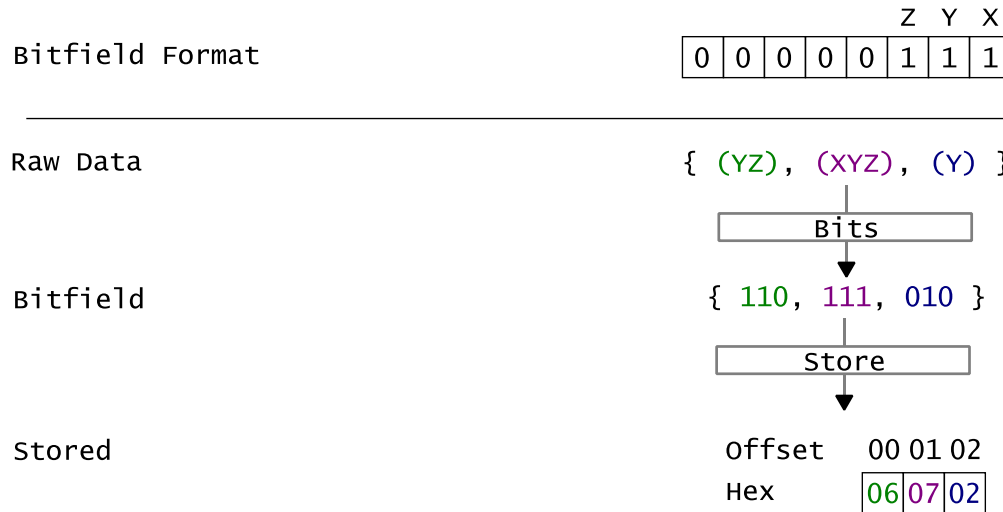 Z Y X
Bitfield Format 0 0 0 0 0 1 1 1
Raw Data { (YZ), (XYZ), (Y) }
Bits
Bitfield { 110, 111, 010 }
Store
Stored Offset 00 01 02
Hex 06 07 02